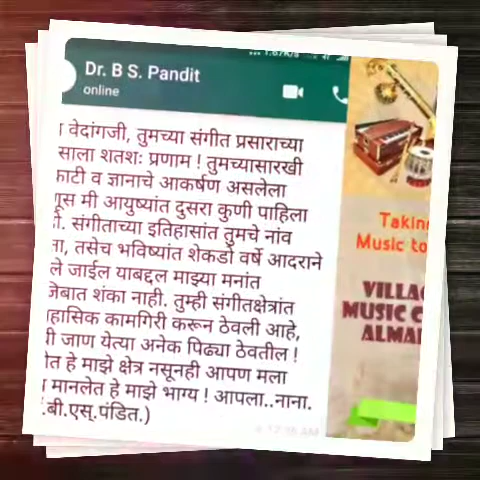 Dr. B S. Pandit
online
वेदांगजी, तुमच्या संगीत प्रसाराच्या
साला शतशः प्रणाम ! तुमच्यासारखी
व ज्ञानाचे आकर्षण असलेला
मी आयुष्यांत दुसरा कुणी पाहिला
संगीताच्या इतिहासांत तुमचे नांव
तसेच भविष्यांत शेकडो वर्षे आदराने
जाईल याबद्दल माझ्या मनांत
शंका नाही. तुम्ही संगीतक्षेत्रांत
कामगिरी करून ठेवली आहे,
जाण येत्या अनेक पिढ्या ठेवतील !
हे माझे क्षेत्र नसूनही आपण मला
मानलेत हे माझे भाग्य ! आपला..नाना.
.बी.एस्.पंडित.)
Takin
Music to
VILLA
MUSIC C
ALMA